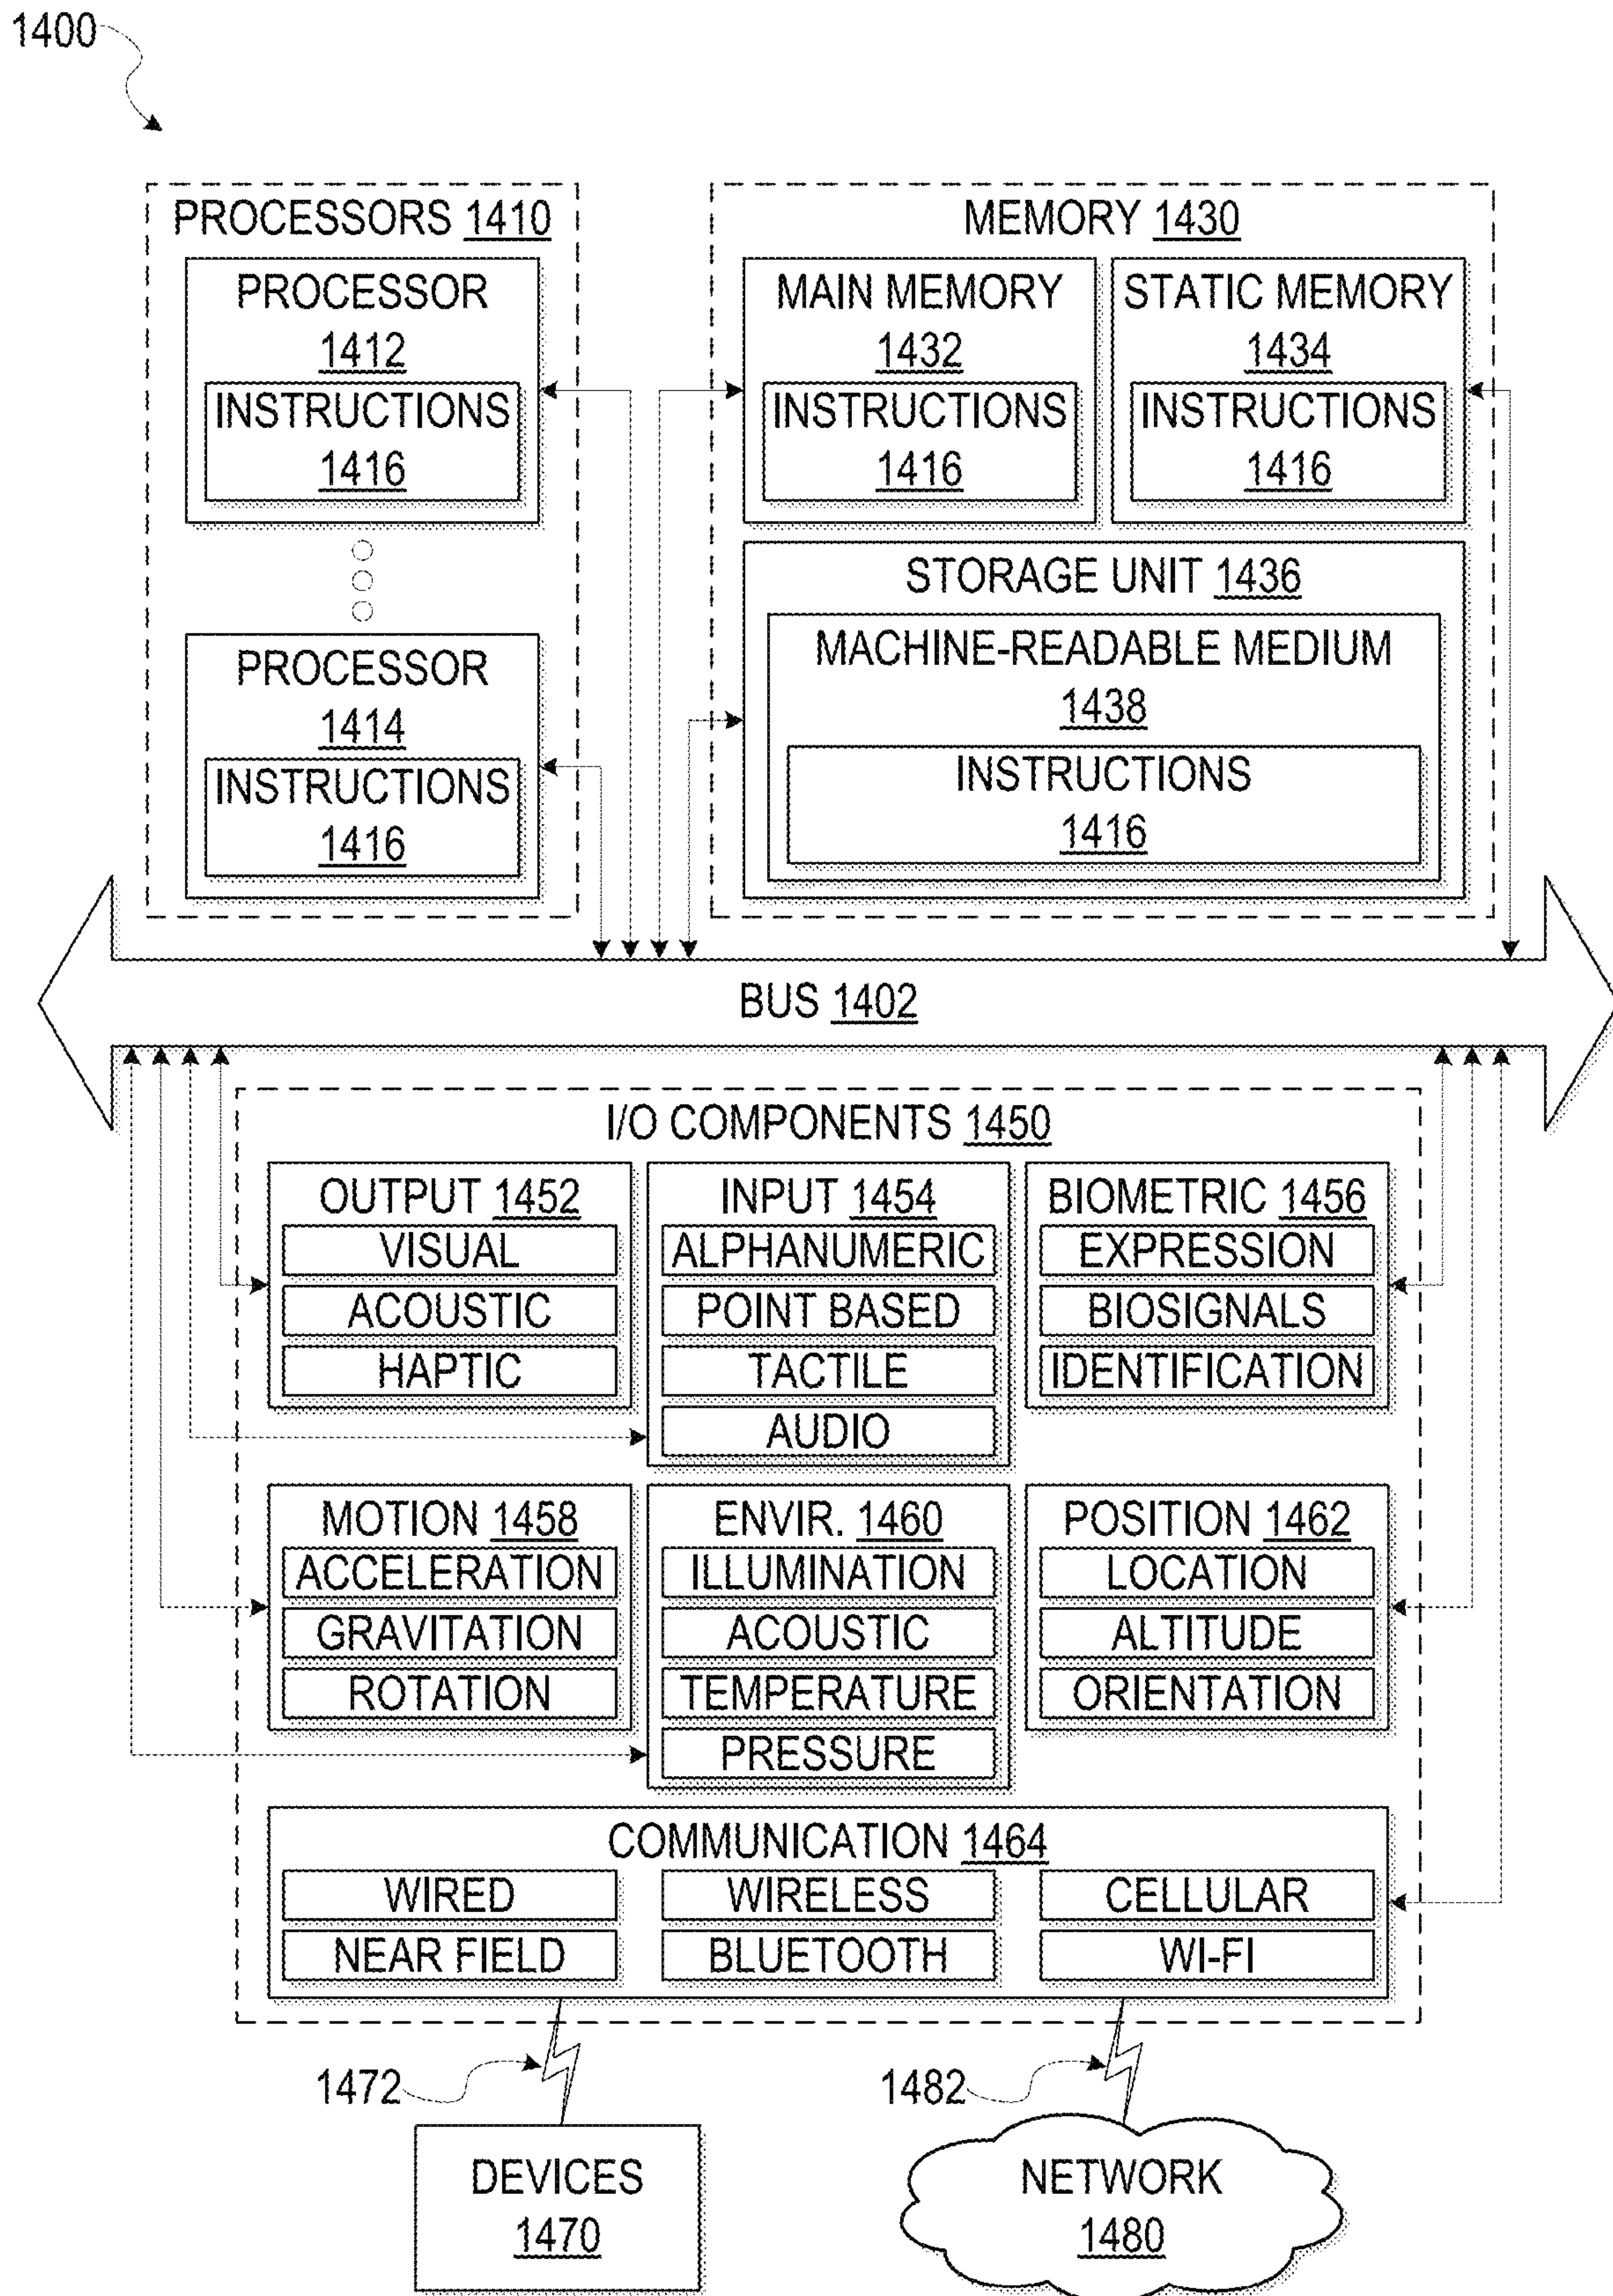 1400
PROCESSORS 1410
PROCESSOR
1412
INSTRUCTIONS
1416
PROCESSOR
1414
INSTRUCTIONS
1416
MEMORY 1430
MAIN MEMORY
1432
INSTRUCTIONS
1416
STATIC MEMORY
1434
INSTRUCTIONS
1416
STORAGE UNIT 1436
MACHINE-READABLE MEDIUM
1438
INSTRUCTIONS
1416
BUS 1402
I/O COMPONENTS 1450
OUTPUT 1452
VISUAL
ACOUSTIC
HAPTIC
INPUT 1454
ALPHANUMERIC
POINT BASED
TACTILE
AUDIO
BIOMETRIC 1456
EXPRESSION
BIOSIGNALS
IDENTIFICATION
MOTION 1458
ACCELERATION
GRAVITATION
ROTATION
ENVIR. 1460
ILLUMINATION
ACOUSTIC
TEMPERATURE
PRESSURE
POSITION 1462
LOCATION
ALTITUDE
ORIENTATION
COMMUNICATION 1464
WIRED
WIRELESS
CELLULAR
NEAR FIELD
BLUETOOTH
WI-FI
1472
1482
DEVICES
1470
NETWORK
1480